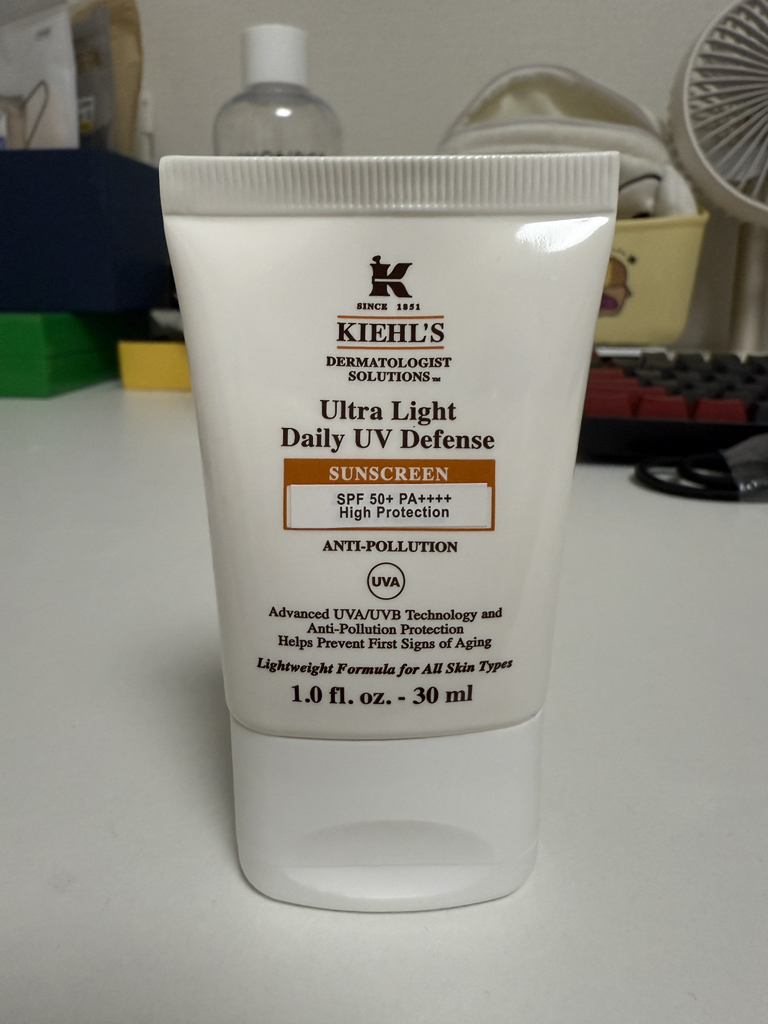 K
SINCE 1851
KIEHL'S
DERMATOLOGIST
SOLUTIONS™
Ultra Light
Daily UV Defense
SUNSCREEN
SPF 50+ PA++++
High Protection
ANTI-POLLUTION
UVA
Advanced UVA/UVB Technology and
Anti-Pollution Protection
Helps Prevent First Signs of Aging
Lightweight Formula for All Skin Types
1.0 fl. oz. - 30 ml